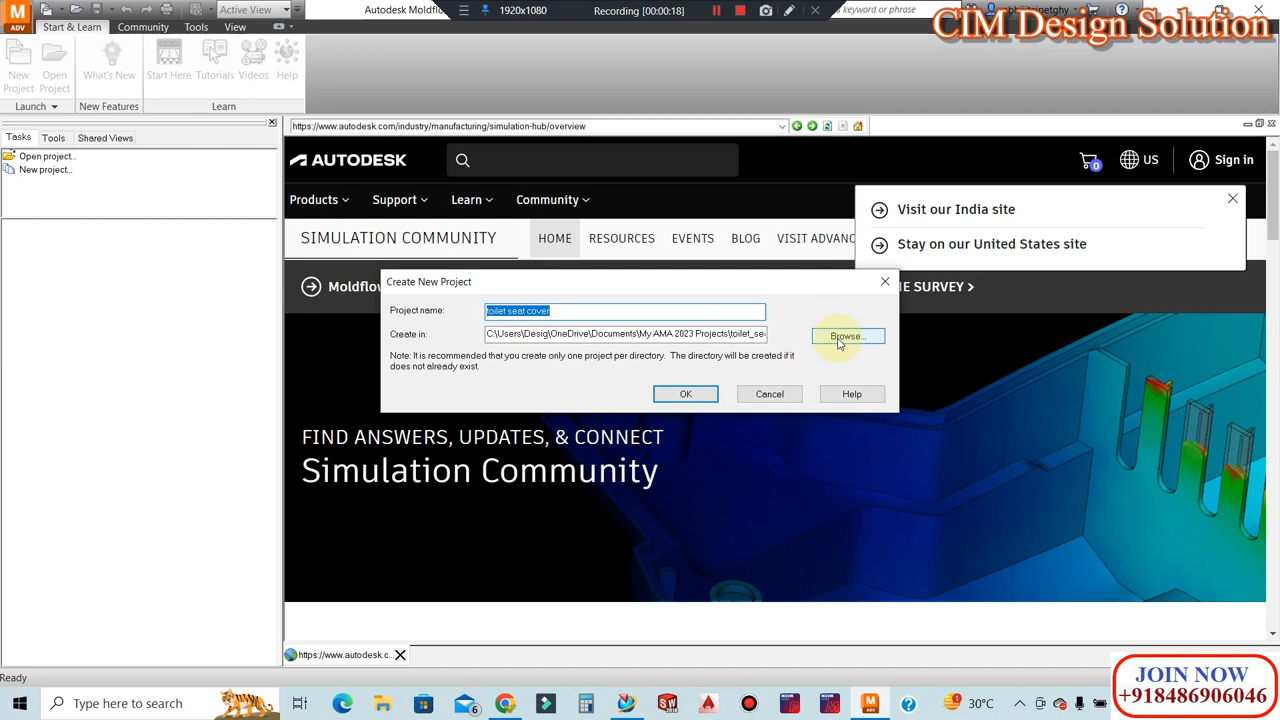 Active View
Autodesk Moldfl
1920x1080
Recording [00:00:18]
keyword or phrase
CIM Design Solution
M
ADV
Start & Learn
Community
Tools
View
New Project
Open Project
What's New
Start Here
Tutorials
Videos
Help
Launch
New Features
Learn
Tasks
Tools
Shared Views
Open project...
New project...
https://www.autodesk.com/industry/manufacturing/simulation-hub/overview
AUTODESK
0
US
Sign in
Products
Support
Learn
Community
Visit our India site
Stay on our United States site
SIMULATION COMMUNITY
HOME
RESOURCES
EVENTS
BLOG
VISIT ADVANC
Moldflo
NE SURVEY >
Create New Project
Project name:
toilet seat cover
Create in:
C:\Users\Desig\OneDrive\Documents\My AMA 2023 Projects\toilet_se
Browse...
Note: It is recommended that you create only one project per directory. The directory will be created if it
does not already exist.
OK
Cancel
Help
FIND ANSWERS, UPDATES, & CONNECT
Simulation Community
https://www.autodesk.c...
Ready
JOIN NOW
+918486906046
Type here to search
6
30°C